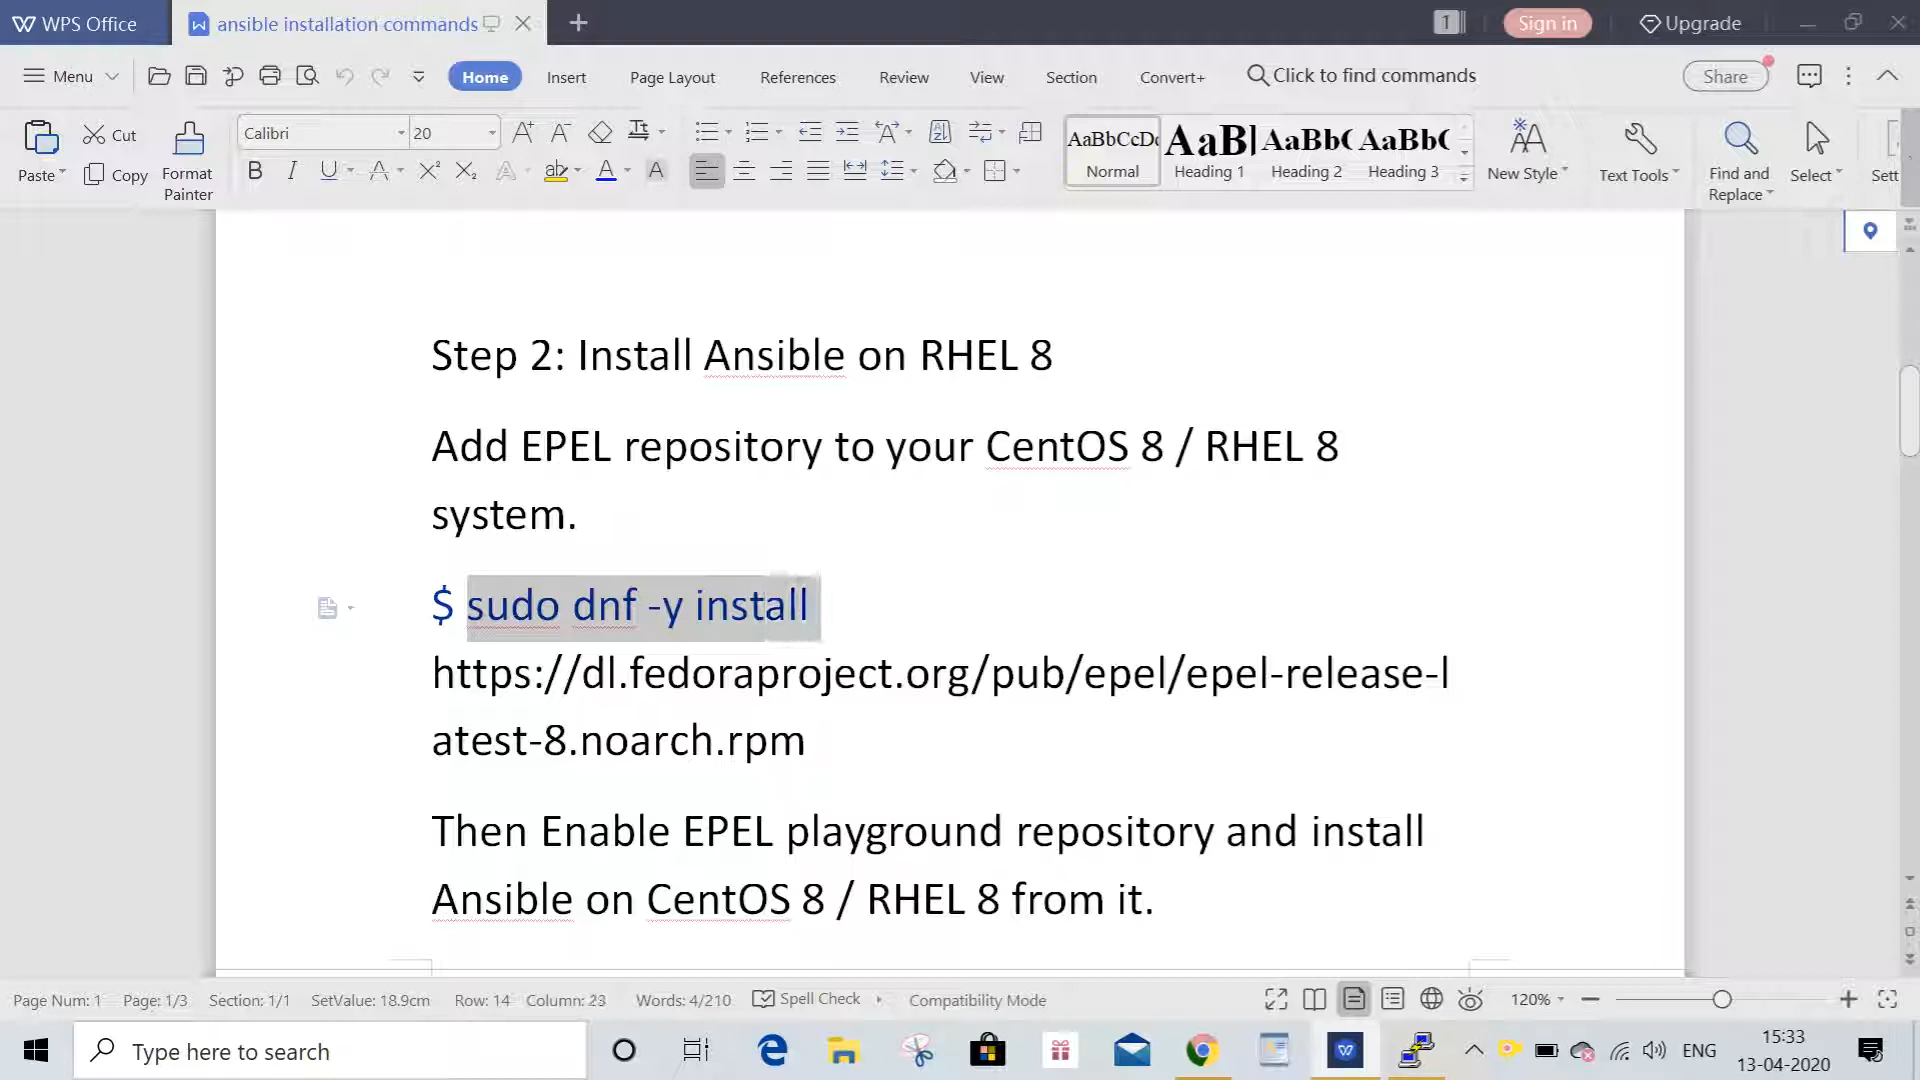 WPS Office
ansible installation commands
1
Sign in
Upgrade
Menu
Home
Insert
Page Layout
References
Review
View
Section
Convert+
Click to find commands
Share
Paste
Cut
Copy
Format
Painter
Calibri
20
AaBbCcDd
Normal
AaBl
Heading 1
AaBb(
Heading 2
AaBb(
Heading 3
New Style
Text Tools
Find and
Replace
Select
Sett
Step 2: Install Ansible on RHEL 8
Add EPEL repository to your CentOS 8 / RHEL 8
system.
$ sudo dnf -y install
https://dl.fedoraproject.org/pub/epel/epel-release-l
atest-8.noarch.rpm
Then Enable EPEL playground repository and install
Ansible on CentOS 8 / RHEL 8 from it.
Page Num: 1
Page: 1/3
Section: 1/1
SetValue: 18.9cm
Row: 14
Column: 23
Words: 4/210
Spell Check
Compatibility Mode
120%
Type here to search
ENG
15:33
13-04-2020